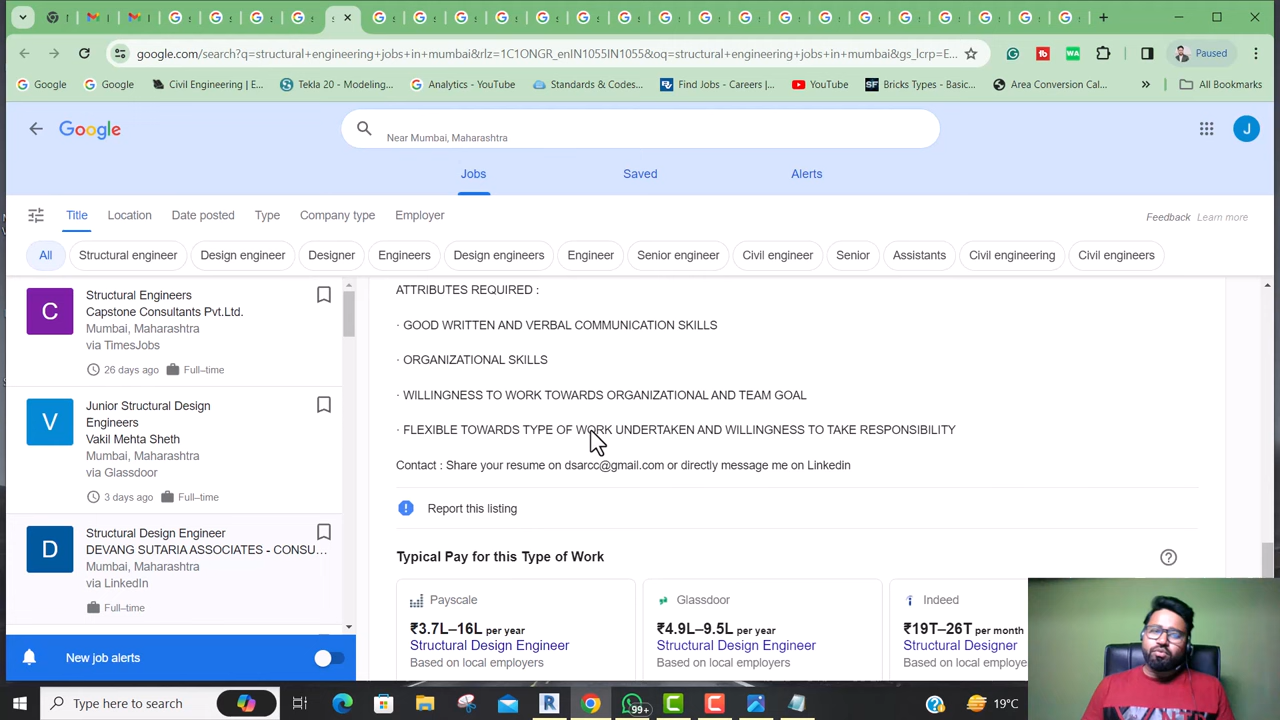 google.com/search?q=structural+engineering+jobs+in+mumbai&rlz=1C1ONGR_enIN1055IN1055&oq=structural+engineering+jobs+in+mumbai&gs_lcrp=E...
Paused
Google
Google
Civil Engineering | E...
Tekla 20 - Modeling...
Analytics - YouTube
Standards & Codes...
Find Jobs - Careers |...
YouTube
Bricks Types - Basic...
Area Conversion Cal...
»
All Bookmarks
Google
Near Mumbai, Maharashtra
J
Jobs Saved Alerts
Title Location Date posted Type Company type Employer
Feedback Learn more
All Structural engineer Design engineer Designer Engineers Design engineers Engineer Senior engineer Civil engineer Senior Assistants Civil engineering Civil engineers
C
Structural Engineers
Capstone Consultants Pvt.Ltd.
Mumbai, Maharashtra
via TimesJobs
26 days ago Full–time
V
Junior Structural Design
Engineers
Vakil Mehta Sheth
Mumbai, Maharashtra
via Glassdoor
3 days ago Full–time
D
Structural Design Engineer
DEVANG SUTARIA ASSOCIATES - CONSU...
Mumbai, Maharashtra
via LinkedIn
Full–time
New job alerts
ATTRIBUTES REQUIRED :
· GOOD WRITTEN AND VERBAL COMMUNICATION SKILLS
· ORGANIZATIONAL SKILLS
· WILLINGNESS TO WORK TOWARDS ORGANIZATIONAL AND TEAM GOAL
· FLEXIBLE TOWARDS TYPE OF WORK UNDERTAKEN AND WILLINGNESS TO TAKE RESPONSIBILITY
Contact : Share your resume on dsarcc@gmail.com or directly message me on Linkedin
Report this listing
Typical Pay for this Type of Work
Payscale
₹3.7L–16L per year
Structural Design Engineer
Based on local employers
Glassdoor
₹4.9L–9.5L per year
Structural Design Engineer
Based on local employers
Indeed
₹19T–26T per month
Structural Designer
Based on local employers
Type here to search
99+
19°C